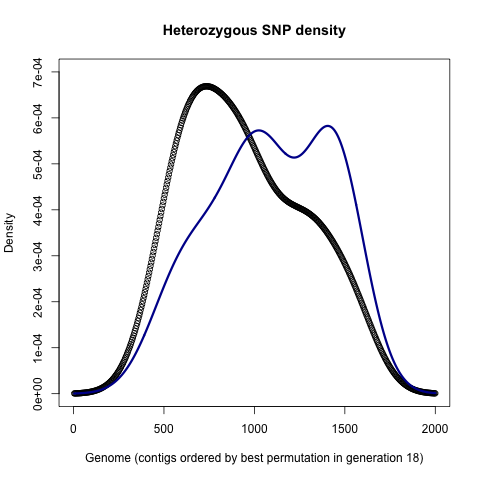 Heterozygous SNP density
7e-04
6e-04
5e-04
4e-04
3e-04
2e-04
1e-04
0e+00
Density
0 500 1000 1500 2000
Genome (contigs ordered by best permutation in generation 18)